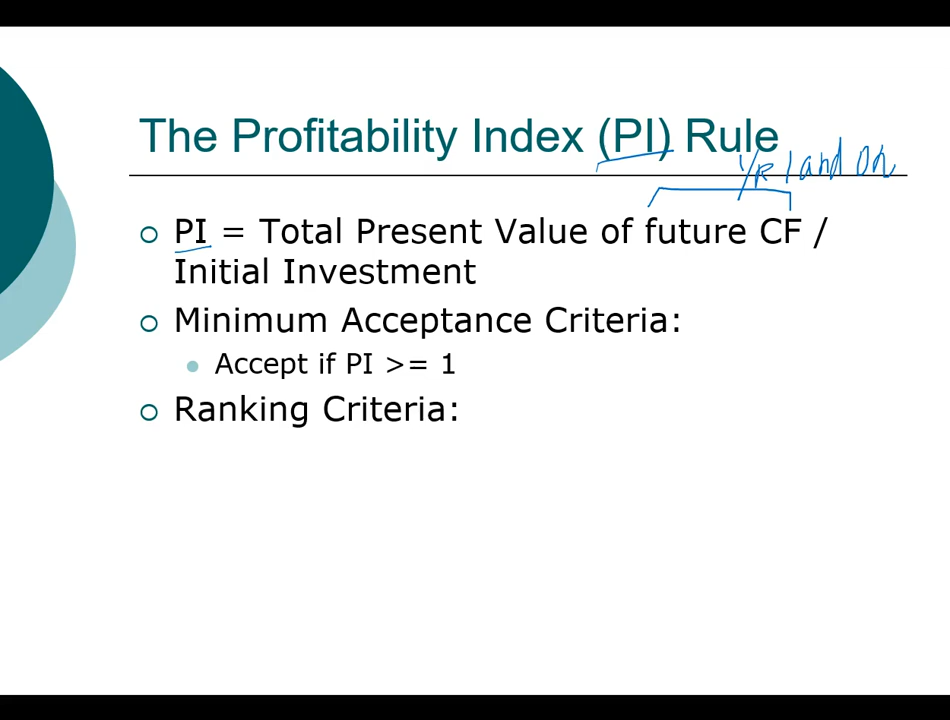 The Profitability Index (PI) Rule
YR 1 and on
PI = Total Present Value of future CF /
Initial Investment
Minimum Acceptance Criteria:
Accept if PI >= 1
Ranking Criteria: